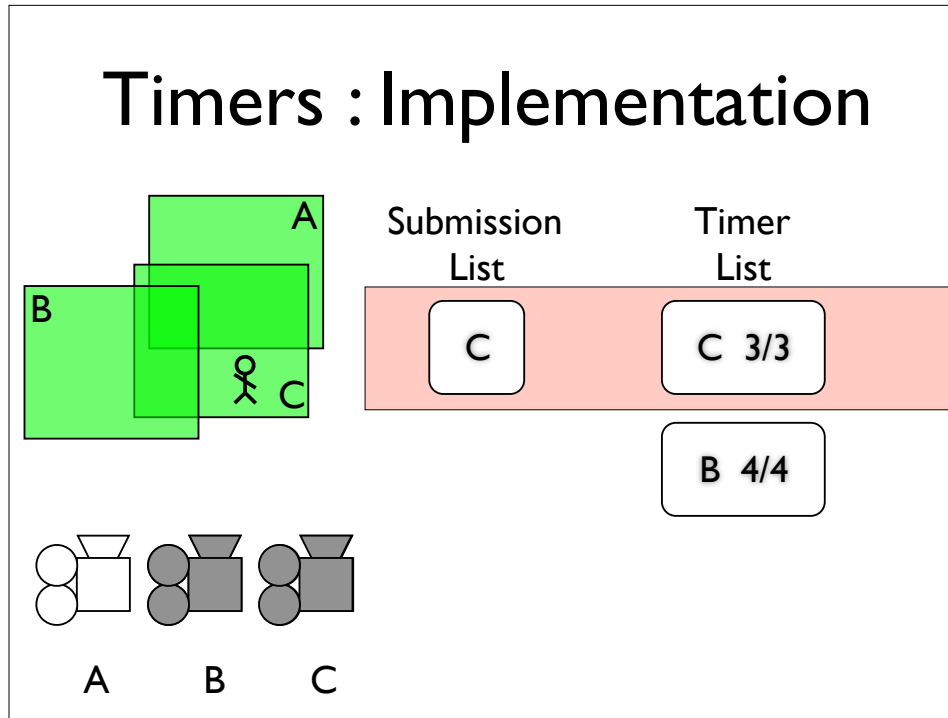 Timers : Implementation
A
B
C
Submission
List
Timer
List
C
C 3/3
B 4/4
A B C